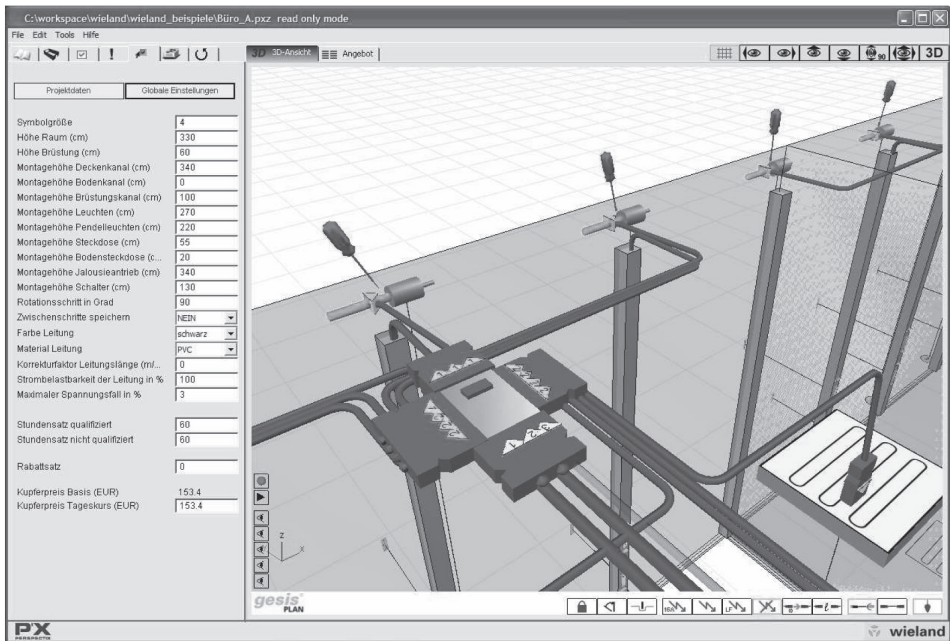 C:\workspace\wieland\wieland_beispiele\Büro_A.pxz read only mode
File Edit Tools Hilfe
3D 3D-Ansicht Angebot
90 3D
Projektdaten Globale Einstellungen
Symbolgröße 4
Höhe Raum (cm) 330
Höhe Brüstung (cm) 60
Montagehöhe Deckenkanal (cm) 340
Montagehöhe Bodenkanal (cm) 0
Montagehöhe Brüstungskanal (cm) 100
Montagehöhe Leuchten (cm) 270
Montagehöhe Pendelleuchten (cm) 220
Montagehöhe Steckdose (cm) 55
Montagehöhe Bodensteckdose (c... 20
Montagehöhe Jalousieantrieb (cm) 340
Montagehöhe Schalter (cm) 130
Rotationsschritt in Grad 90
Zwischenschritte speichern NEIN
Farbe Leitung schwarz
Material Leitung PVC
Korrekturfaktor Leitungslänge (m/... 0
Strombelastbarkeit der Leitung in % 100
Maximaler Spannungsfall in % 3
Stundensatz qualifiziert 60
Stundensatz nicht qualifiziert 60
Rabattsatz 0
Kupferpreis Basis (EUR) 153.4
Kupferpreis Tageskurs (EUR) 153.4
z
x
gesis
PLAN
PX
PERSPECTIX
wieland